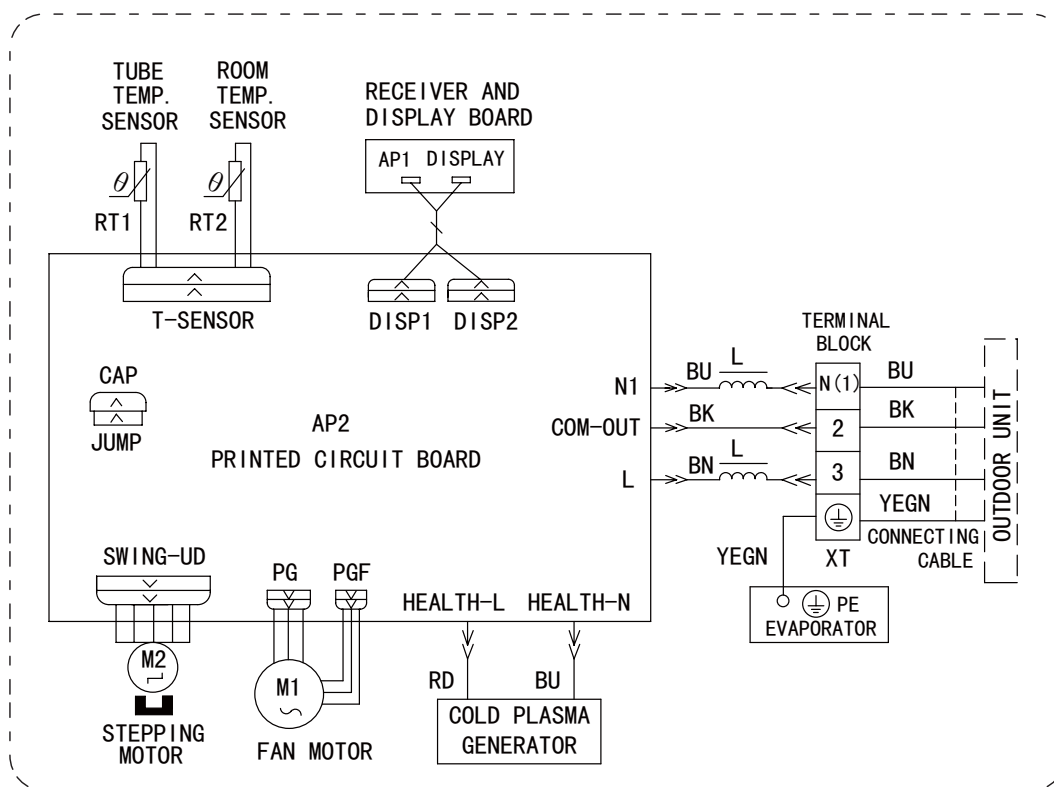 TUBE
TEMP.
SENSOR
ROOM
TEMP.
SENSOR
RECEIVER AND
DISPLAY BOARD
AP1 DISPLAY
θ
RT1
θ
RT2
T-SENSOR
DISP1
DISP2
CAP
JUMP
AP2
PRINTED CIRCUIT BOARD
N1
COM-OUT
L
BU
L
BK
BN
L
TERMINAL
BLOCK
N(1)
2
3
XT
BU
BK
BN
YEGN
CONNECTING
CABLE
OUTDOOR UNIT
YEGN
PE
EVAPORATOR
SWING-UD
PG
PGF
HEALTH-L
HEALTH-N
M2
STEPPING
MOTOR
M1
FAN MOTOR
RD
BU
COLD PLASMA
GENERATOR